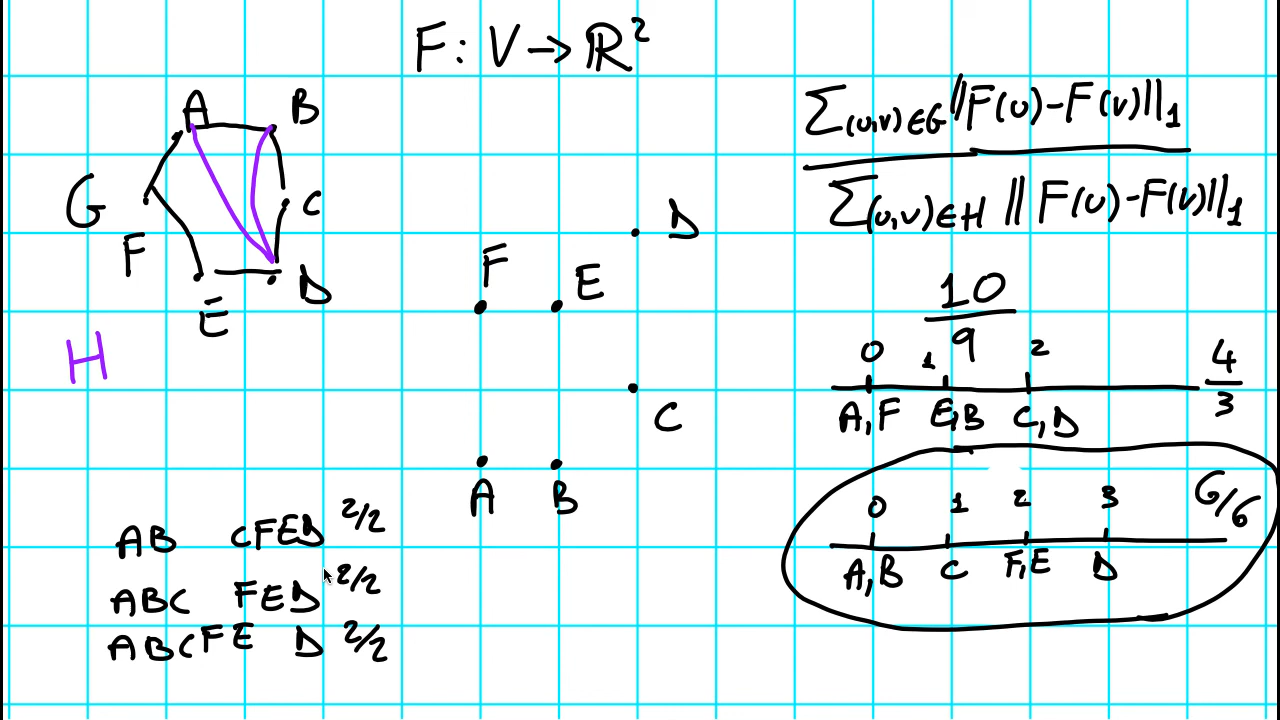 F: V → ℝ²
A B
G C
F D
E
H
F E D
C
A B
∑(u,v)∈G ||F(u)-F(v)||₁
∑(u,v)∈H ||F(u)-F(v)||₁
10
9
0 1 2
A,F E,B C,D
4
3
0 1 2 3 6/6
A,B C F,E D
AB CFED 2/2
ABC FED 2/2
ABCFE D 2/2